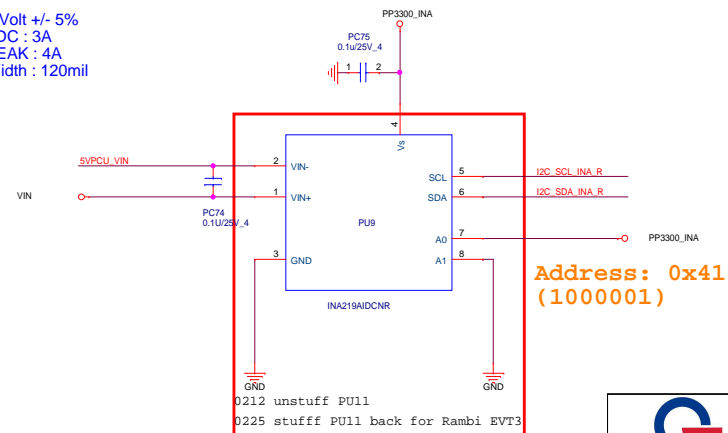 Volt +/- 5%
DC : 3A
EAK : 4A
idth : 120mil
PP3300_INA
PC75
0.1u/25V_4
1 2
4
Vs
5VPCU_VIN
2 VIN-
VIN
1 VIN+
PC74
0.1U/25V_4
PU9
SCL 5 I2C_SCL_INA_R
SDA 6 I2C_SDA_INA_R
A0 7 PP3300_INA
3 GND
A1 8
INA219AIDCNR
Address: 0x41
(1000001)
GND
GND
0212 unstuff PU11
0225 stufff PU11 back for Rambi EVT3